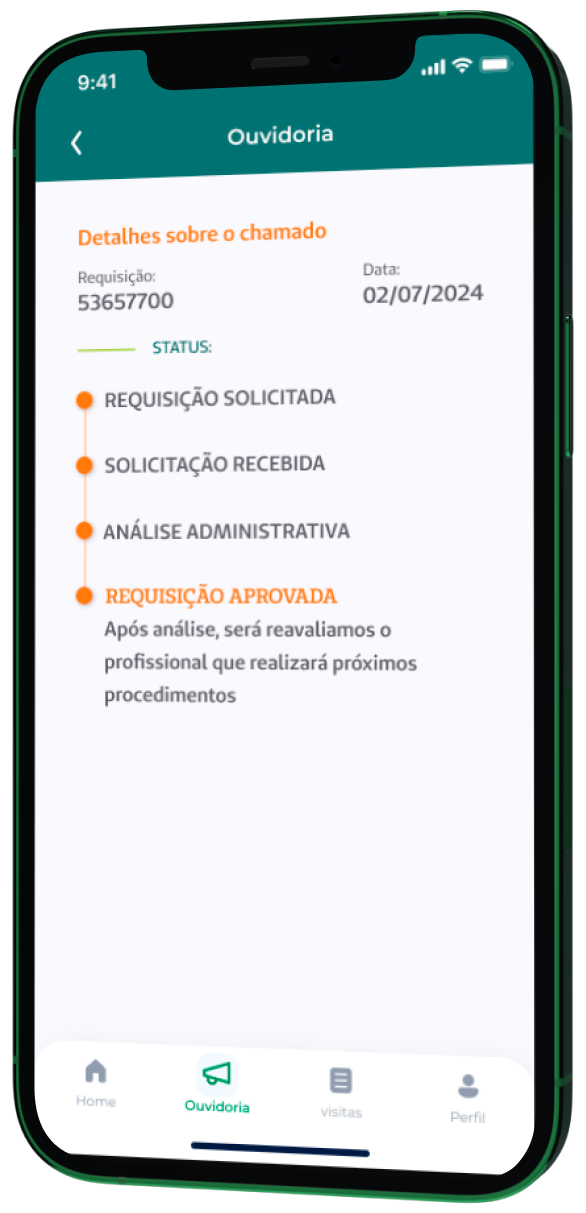 9:41
Ouvidoria
Detalhes sobre o chamado
Requisição: Data:
53657700 02/07/2024
STATUS:
REQUISIÇÃO SOLICITADA
SOLICITAÇÃO RECEBIDA
ANÁLISE ADMINISTRATIVA
REQUISIÇÃO APROVADA
Após análise, será reavaliamos o
profissional que realizará próximos
procedimentos
Home Ouvidoria visitas Perfil